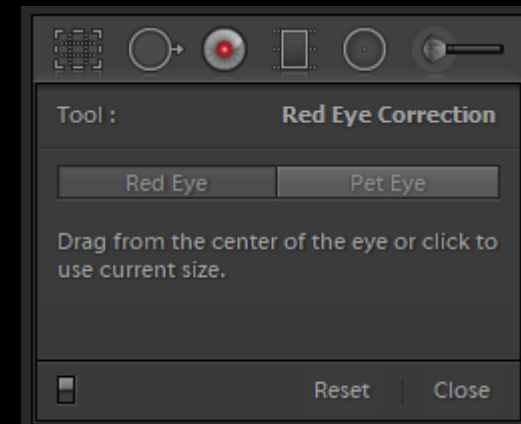 Tool : Red Eye Correction
Red Eye Pet Eye
Drag from the center of the eye or click to
use current size.
Reset Close